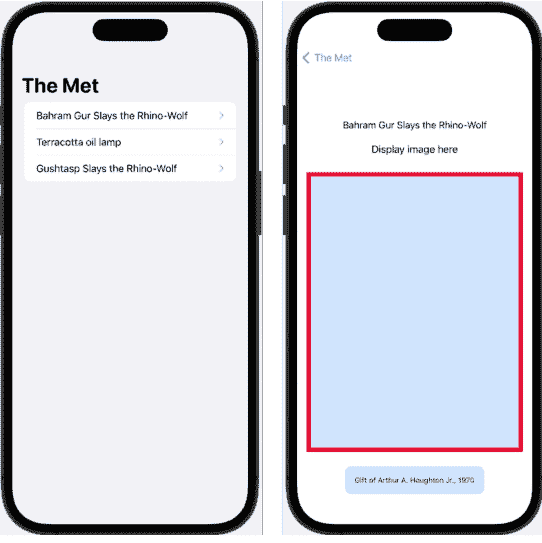 The Met
Bahram Gur Slays the Rhino-Wolf
Terracotta oil lamp
Gushtasp Slays the Rhino-Wolf
The Met
Bahram Gur Slays the Rhino-Wolf
Display image here
Gift of Arthur A. Houghton Jr., 1970